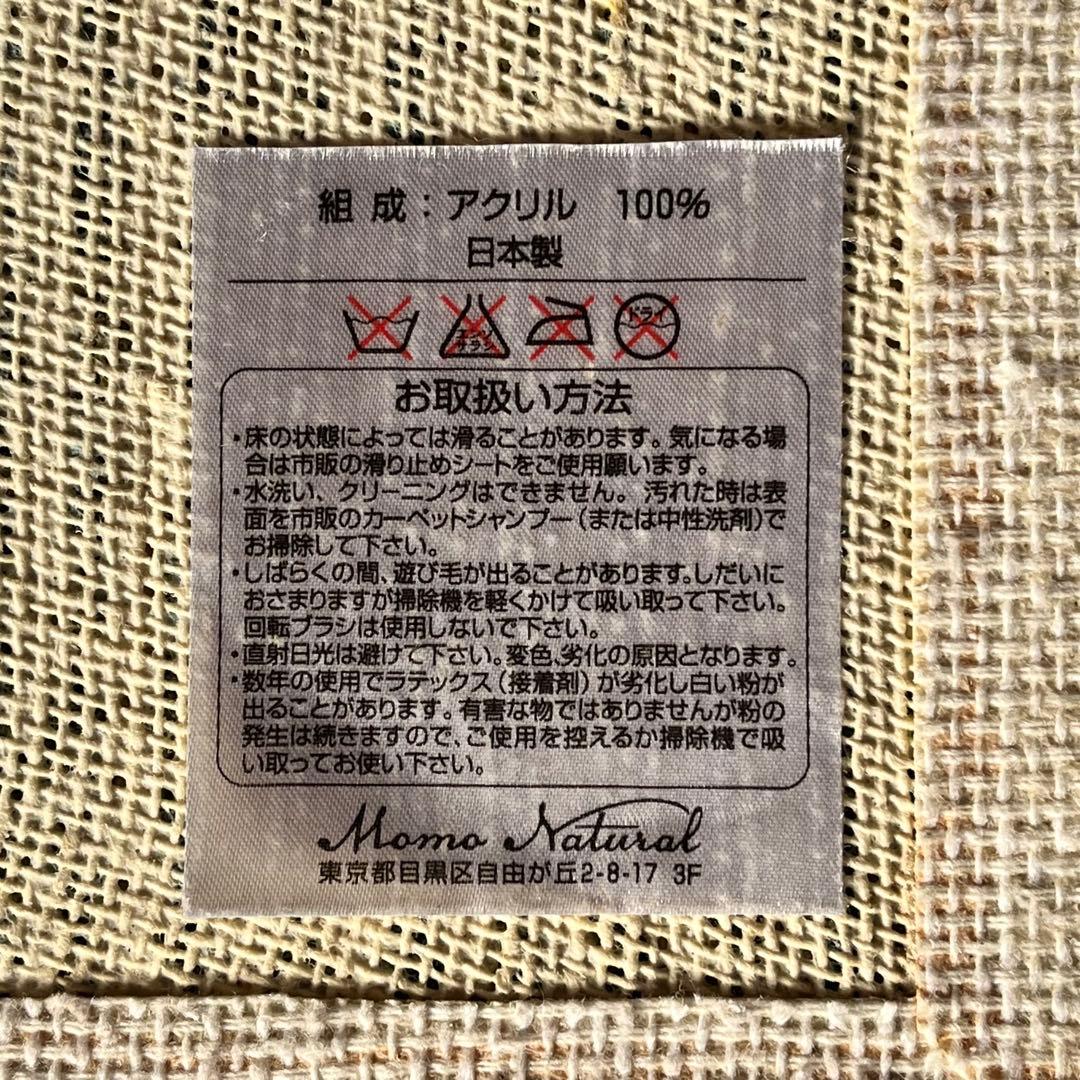 組成：アクリル 100%
日本製
エンソ
サラシ
ドライ
お取扱い方法
・床の状態によっては滑ることがあります。気になる場
合は市販の滑り止めシートをご使用願います。
・水洗い、クリーニングはできません。汚れた時は表
面を市販のカーペットシャンプー（または中性洗剤）で
お掃除して下さい。
・しばらくの間、遊び毛が出ることがあります。しだいに
おさまりますが掃除機を軽くかけて吸い取って下さい。
回転ブラシは使用しないで下さい。
・直射日光は避けて下さい。変色、劣化の原因となります。
・数年の使用でラテックス（接着剤）が劣化し白い粉が
出ることがあります。有害な物ではありませんが粉の
発生は続きますので、ご使用を控えるか掃除機で吸
い取ってお使い下さい。
Momo Natural
東京都目黒区自由が丘2-8-17 3F